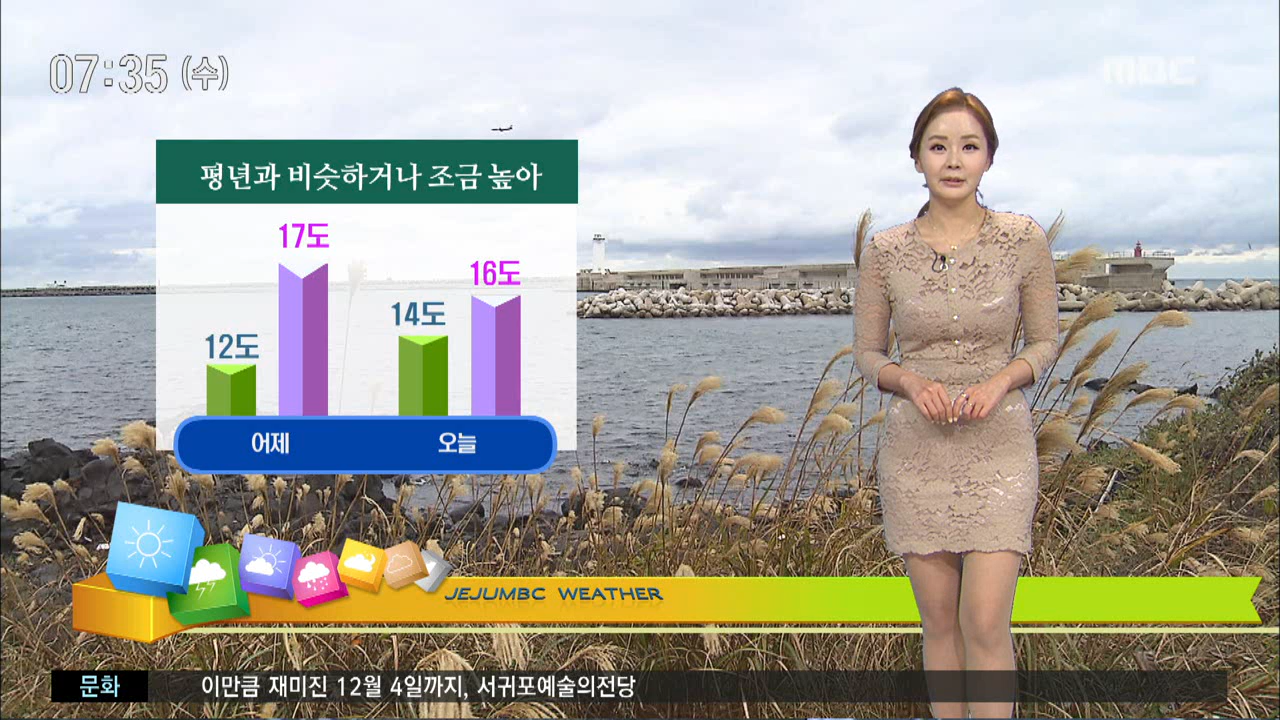 07:35 (수)
MBC
평년과 비슷하거나 조금 높아
17도
16도
14도
12도
어제
오늘
JEJUMBC WEATHER
문화
이만큼 재미진 12월 4일까지, 서귀포예술의전당